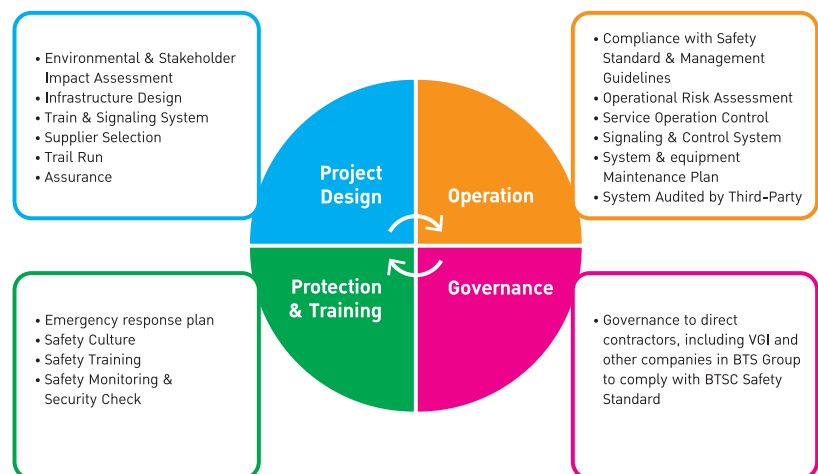 • Environmental & Stakeholder
Impact Assessment
• Infrastructure Design
• Train & Signaling System
• Supplier Selection
• Trail Run
• Assurance
• Compliance with Safety
Standard & Management
Guidelines
• Operational Risk Assessment
• Service Operation Control
• Signaling & Control System
• System & equipment
Maintenance Plan
• System Audited by Third-Party
Project
Design
Operation
Protection
& Training
Governance
• Emergency response plan
• Safety Culture
• Safety Training
• Safety Monitoring &
Security Check
• Governance to direct
contractors, including VGI and
other companies in BTS Group
to comply with BTSC Safety
Standard